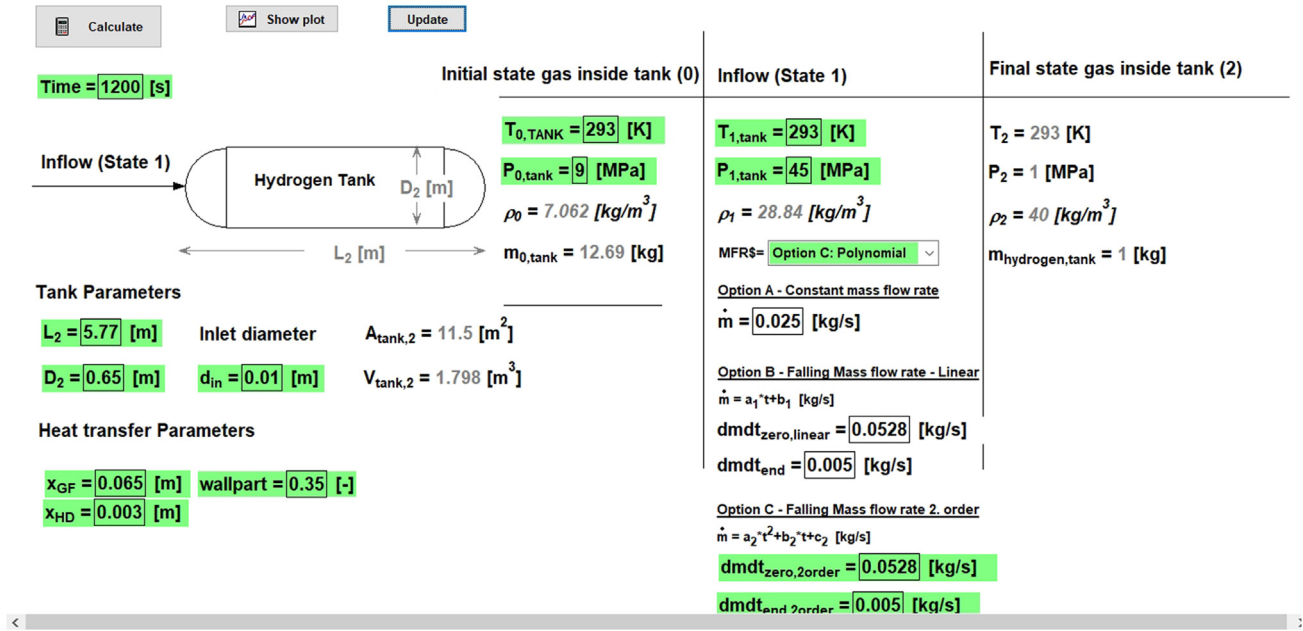 Calculate
Show plot
Update
Time = 1200 [s]
Inflow (State 1)
Hydrogen Tank
D2 [m]
L2 [m]
Tank Parameters
L2 = 5.77 [m]
Inlet diameter
Atank,2 = 11.5 [m2]
D2 = 0.65 [m]
din = 0.01 [m]
Vtank,2 = 1.798 [m3]
Heat transfer Parameters
xGF = 0.065 [m]
wallpart = 0.35 [-]
xHD = 0.003 [m]
Initial state gas inside tank (0)
T0,TANK = 293 [K]
P0,tank = 9 [MPa]
ρ0 = 7.062 [kg/m3]
m0,tank = 12.69 [kg]
Inflow (State 1)
T1,tank = 293 [K]
P1,tank = 45 [MPa]
ρ1 = 28.84 [kg/m3]
MFR$= Option C: Polynomial
Option A - Constant mass flow rate
ṁ = 0.025 [kg/s]
Option B - Falling Mass flow rate - Linear
ṁ = a1*t+b1 [kg/s]
dmdtzero,linear = 0.0528 [kg/s]
dmdtend = 0.005 [kg/s]
Option C - Falling Mass flow rate 2. order
ṁ = a2*t2+b2*t+c2 [kg/s]
dmdtzero,2order = 0.0528 [kg/s]
dmdtend 2order = 0.005 [kg/s]
Final state gas inside tank (2)
T2 = 293 [K]
P2 = 1 [MPa]
ρ2 = 40 [kg/m3]
mhydrogen,tank = 1 [kg]